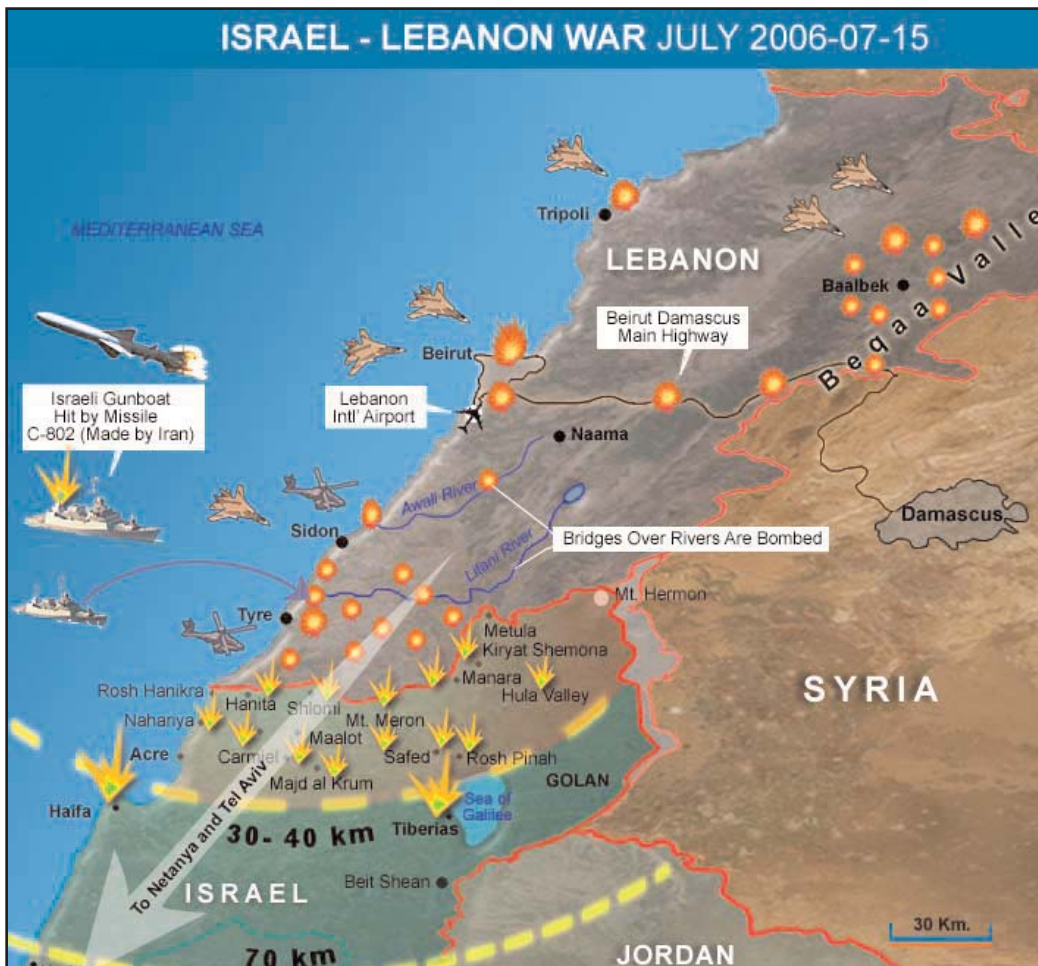 ISRAEL - LEBANON WAR JULY 2006-07-15
MEDITERRANEAN SEA
Tripoli
LEBANON
Baalbek
Beqaa Valle
Beirut Damascus
Main Highway
Beirut
Israeli Gunboat
Hit by Missile
C-802 (Made by Iran)
Lebanon
Intl' Airport
Naama
Awali River
Sidon
Damascus
Bridges Over Rivers Are Bombed
Litani River
Tyre
Mt. Hermon
Metula
Kiryat Shemona
Manara
Hula Valley
SYRIA
Rosh Hanikra
Hanita
Shlomi
Nahariya
Mt. Meron
Maalot
Acre
Carmiel
Safed
Rosh Pinah
Majd al Krum
GOLAN
Haifa
Sea of
Galilee
Tiberias
30- 40 km
To Netanya and Tel Aviv
ISRAEL
Beit Shean
30 Km.
70 km
JORDAN